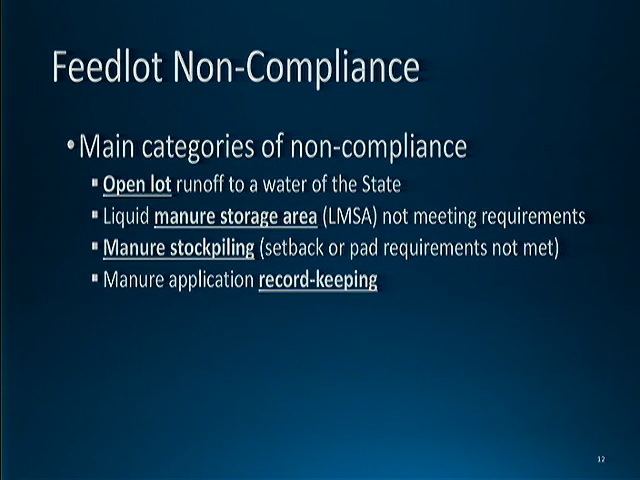 Feedlot Non-Compliance
•Main categories of non-compliance
▪ Open lot runoff to a water of the State
▪ Liquid manure storage area (LMSA) not meeting requirements
▪ Manure stockpiling (setback or pad requirements not met)
▪ Manure application record-keeping
12